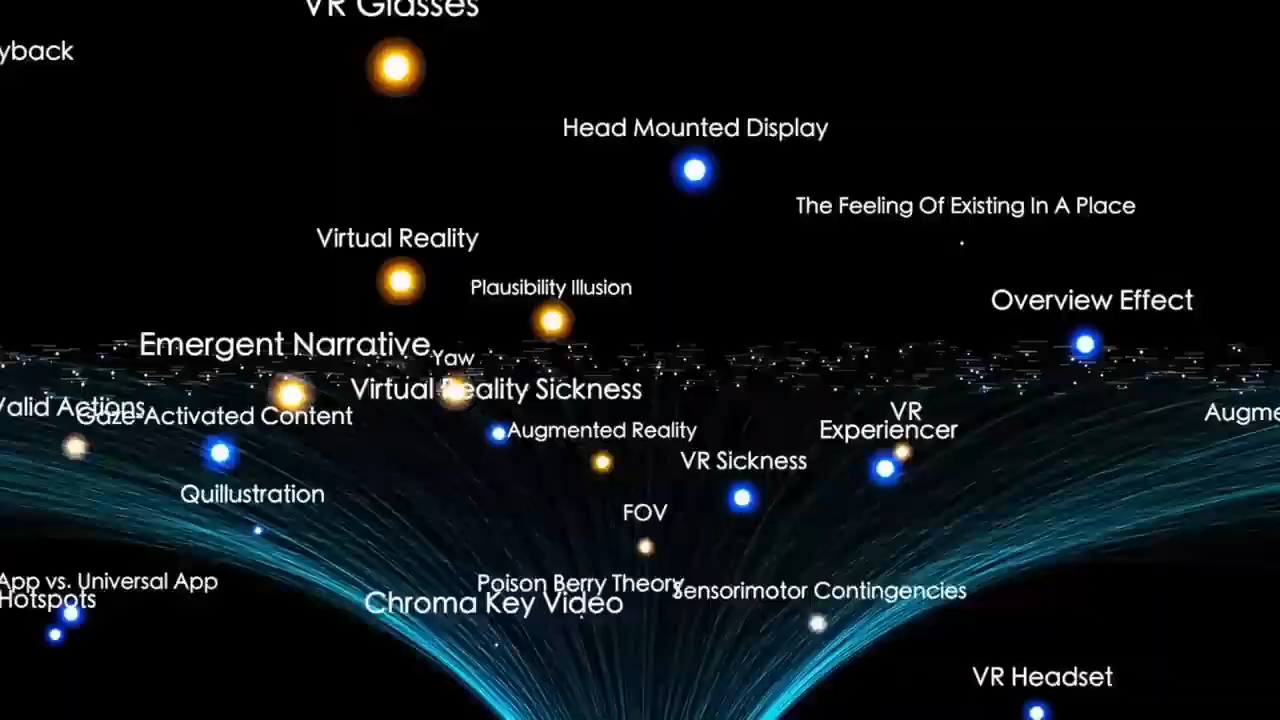 VR Glasses
yback
Head Mounted Display
The Feeling Of Existing In A Place
Virtual Reality
Plausibility Illusion
Overview Effect
Emergent Narrative
Yaw
Virtual Reality Sickness
Valid Actions
Gaze-Activated Content
VR
Experiencer
Augme
Augmented Reality
VR Sickness
Quillustration
FOV
App vs. Universal App
Hotspots
Poison Berry Theory
Chroma Key Video
Sensorimotor Contingencies
VR Headset